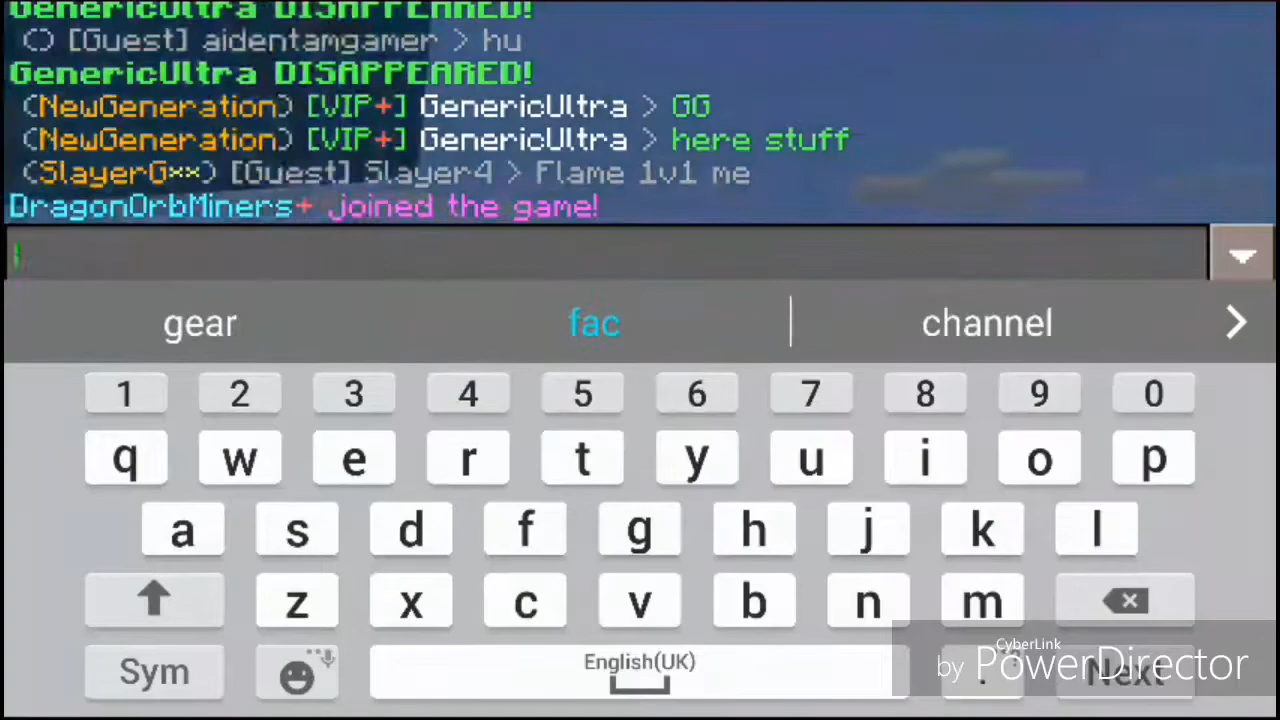 GenericUltra DISAPPEARED!
() [Guest] aidentamgamer > hu
GenericUltra DISAPPEARED!
(NewGeneration) [VIP+] GenericUltra > GG
(NewGeneration) [VIP+] GenericUltra > here stuff
(SlayerG**) [Guest] Slayer4 > Flame 1v1 me
DragonOrbMiners+ joined the game!
gear fac channel
1 2 3 4 5 6 7 8 9 0
q w e r t y u i o p
a s d f g h j k l
z x c v b n m
Sym English(UK) . Next
CyberLink
by PowerDirector